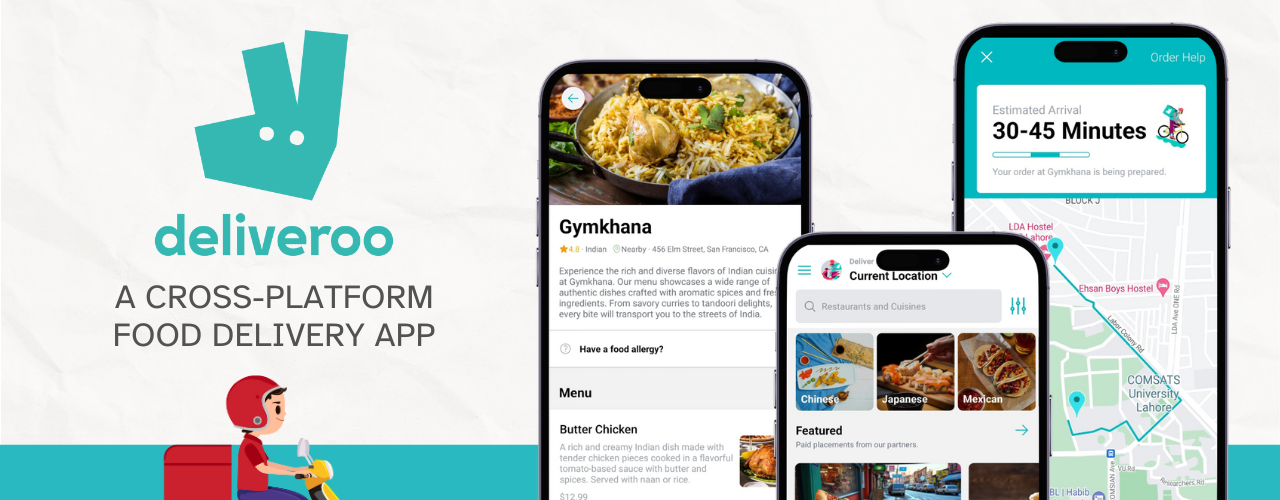 deliveroo
A CROSS-PLATFORM
FOOD DELIVERY APP
Gymkhana
4.8 · Indian Nearby · 456 Elm Street, San Francisco, CA
Experience the rich and diverse flavors of Indian
at Gymkhana. Our menu showcases a wide range of
authentic dishes crafted with aromatic spices and
ingredients. From savory curries to tandoori delights,
every bite will transport you to the streets of India.
Have a food allergy?
Menu
Butter Chicken
A rich and creamy Indian dish made with
tender chicken pieces cooked in a flavorful
tomato-based sauce with butter and
spices. Served with naan or rice.
$12.99
Deliver
Current Location
Restaurants and Cuisines
Chinese
Japanese
Mexican
Featured
Paid placements from our partners.
Order Help
Estimated Arrival
30-45 Minutes
Your order at Gymkhana is being prepared.
BLOCK J
LDA Hostel
Lahore
Ehsan Boys Hostel
LDA Ave ONE Rd
Labor Colony Rd
COMSATS
University
Lahore
VU Rd
Researchers Rd
BL | Habib